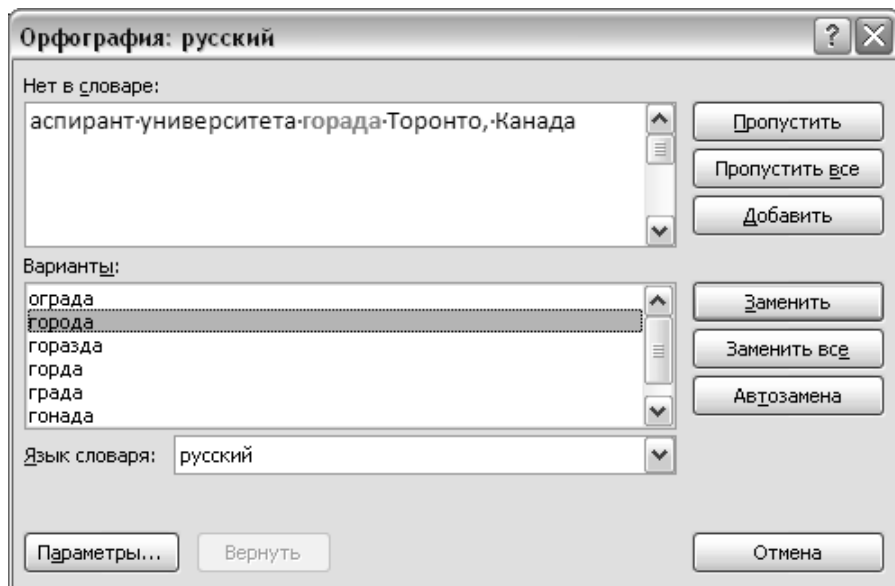 Орфография: русский
Нет в словаре:
аспирант·университета·горада·Торонто,·Канада
Пропустить
Пропустить все
Добавить
Варианты:
ограда
города
горазда
горда
града
гонада
Заменить
Заменить все
Автозамена
Язык словаря: русский
Параметры... Вернуть Отмена